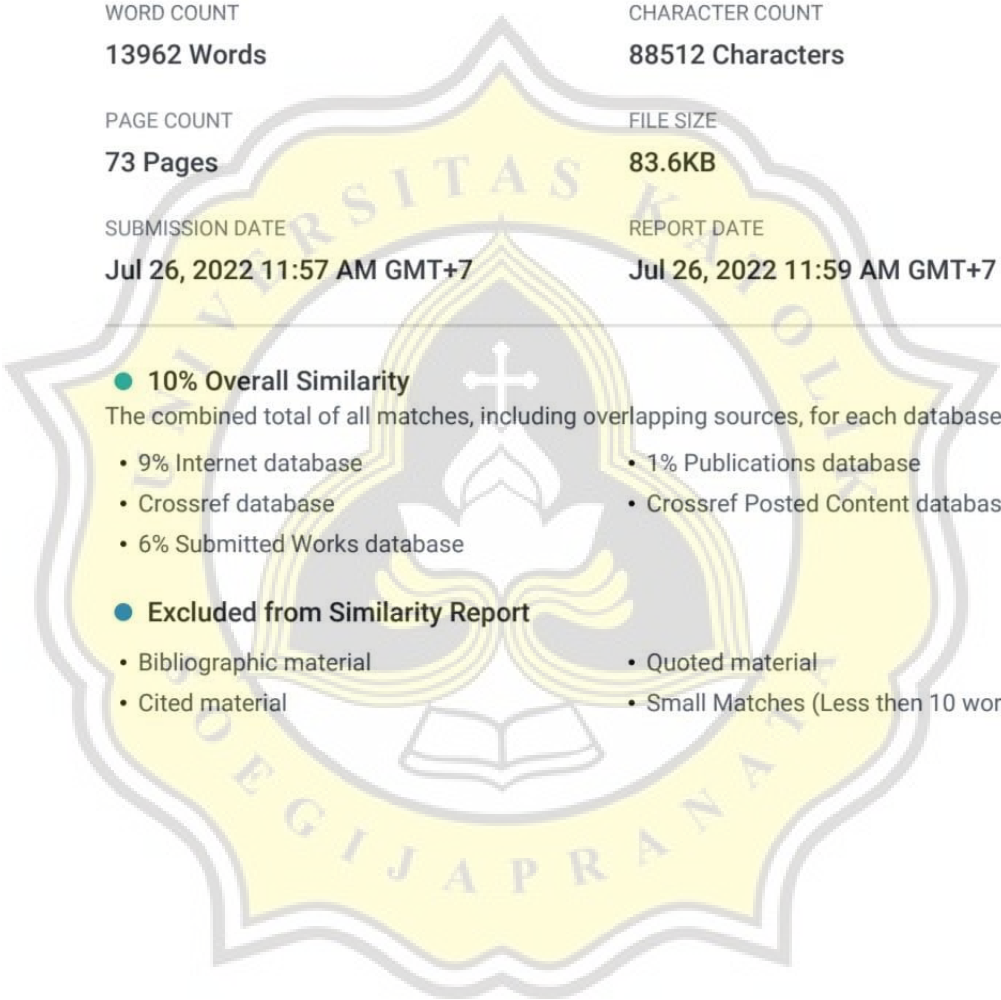 WORD COUNT
13962 Words
CHARACTER COUNT
88512 Characters
PAGE COUNT
73 Pages
FILE SIZE
83.6KB
SUBMISSION DATE
Jul 26, 2022 11:57 AM GMT+7
REPORT DATE
Jul 26, 2022 11:59 AM GMT+7
10% Overall Similarity
The combined total of all matches, including overlapping sources, for each database
• 9% Internet database
• 1% Publications database
• Crossref database
• Crossref Posted Content databas
• 6% Submitted Works database
Excluded from Similarity Report
• Bibliographic material
• Quoted material
• Cited material
• Small Matches (Less then 10 wor
UNIVERSITAS KATOLIK
SOEGIJAPRANATA